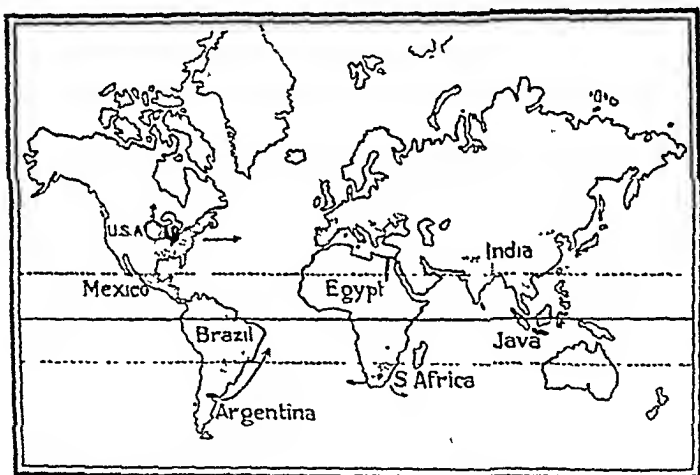 U.S.A
India
Mexico
Egypt
Brazil
Java
S Africa
Argentina